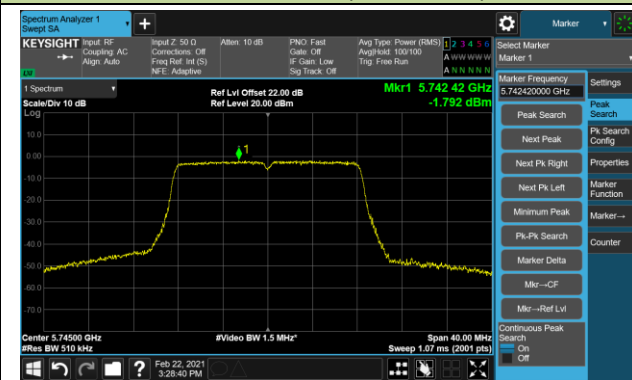 Spectrum Analyzer 1
Swept SA
+
Marker
KEYSIGHT
Input: RF
Coupling: AC
Align: Auto
Input Z: 50 Ω
Corrections: Off
Freq Ref: Int (S)
NFE: Adaptive
Atten: 10 dB
PNO: Fast
Gate: Off
IF Gain: Low
Sig Track: Off
Avg Type: Power (RMS)
Avg|Hold: 100/100
Trig: Free Run
1 2 3 4 5 6
A W W W W W
A N N N N N
Select Marker
Marker 1
1 Spectrum
Scale/Div 10 dB
Log
Ref Lvl Offset 22.00 dB
Ref Level 20.00 dBm
Mkr1 5.742 42 GHz
-1.792 dBm
10.0
0.00
-10.0
-20.0
-30.0
-40.0
-50.0
-60.0
-70.0
1
Center 5.74500 GHz
#Res BW 510 kHz
#Video BW 1.5 MHz*
Span 40.00 MHz
Sweep 1.07 ms (2001 pts)
Marker Frequency
5.742420000 GHz
Peak Search
Next Peak
Next Pk Right
Next Pk Left
Minimum Peak
Pk-Pk Search
Marker Delta
Mkr→CF
Mkr→Ref Lvl
Continuous Peak
Search
On
Off
Settings
Peak
Search
Pk Search
Config
Properties
Marker
Function
Marker→
Counter
?
Feb 22, 2021
3:28:40 PM